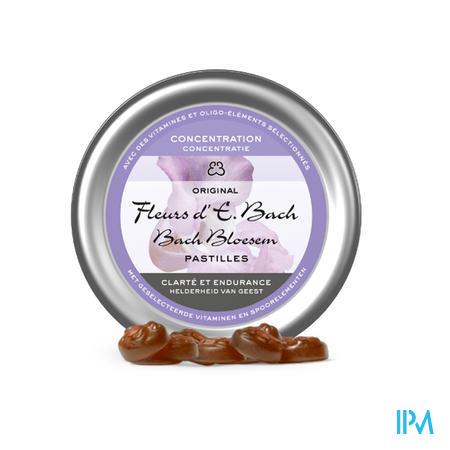 AVEC DES VITAMINES ET OLIGO-ÉLÉMENTS SÉLECTIONNÉS
CONCENTRATION
CONCENTRATIE
ORIGINAL
Fleurs d'E. Bach
Bach Bloesem
PASTILLES
CLARTÉ ET ENDURANCE
HELDERHEID VAN GEEST
MET GESELECTEERDE VITAMINEN EN SPOORELEMENTEN
IPM